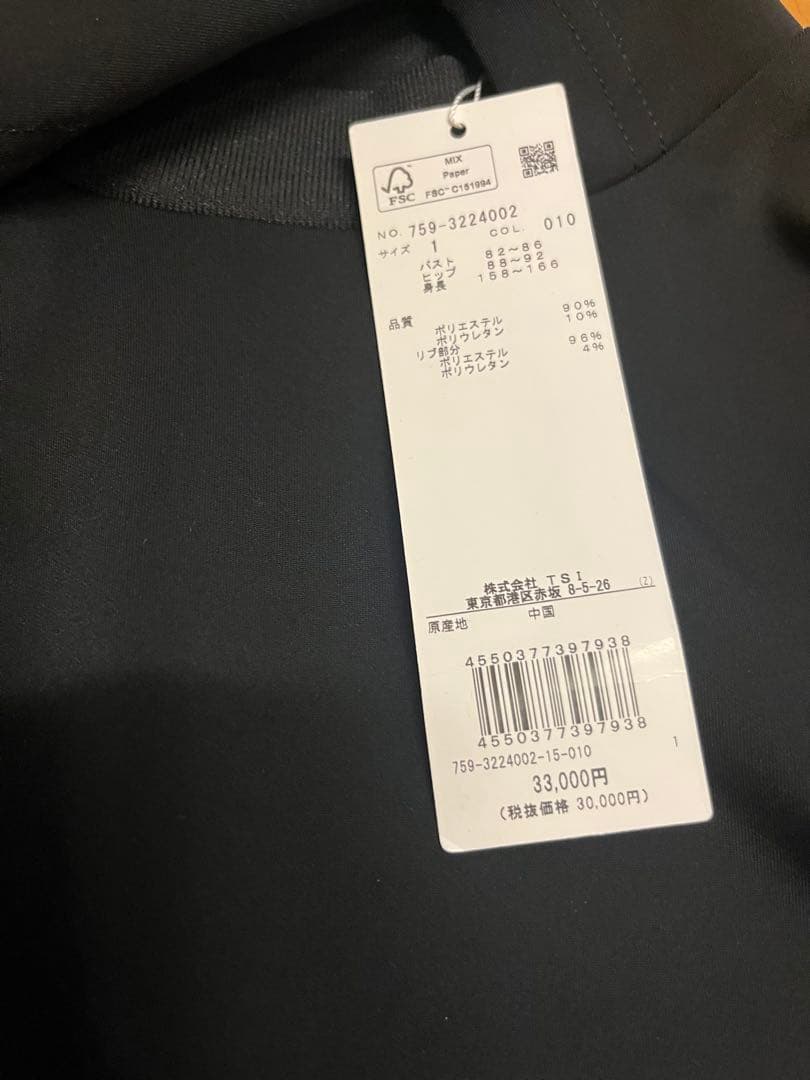 MIX
Paper
FSC™ C151994
FSC™
NO. 759-3224002
COL. 010
サイズ 1
バスト 82～86
ヒップ 88～92
身長 158～166
品質
ポリエステル 90%
ポリウレタン 10%
リブ部分
ポリエステル 96%
ポリウレタン 4%
株式会社 TSI
東京都港区赤坂 8-5-26 (Z)
原産地 中国
4550377397938
4550377397938
759-3224002-15-010 1
33,000円
(税抜価格 30,000円)